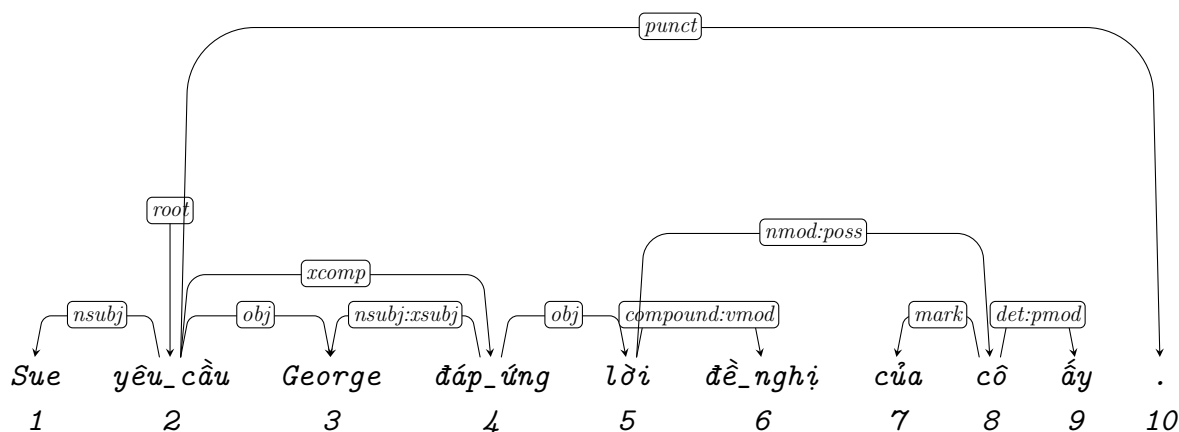 punct
root
nmod:poss
xcomp
nsubj obj nsubj:xsubj obj compound:vmod mark det:pmod
Sue yêu_cầu George đáp_ứng lời đề_nghị của cô ấy .
1 2 3 4 5 6 7 8 9 10